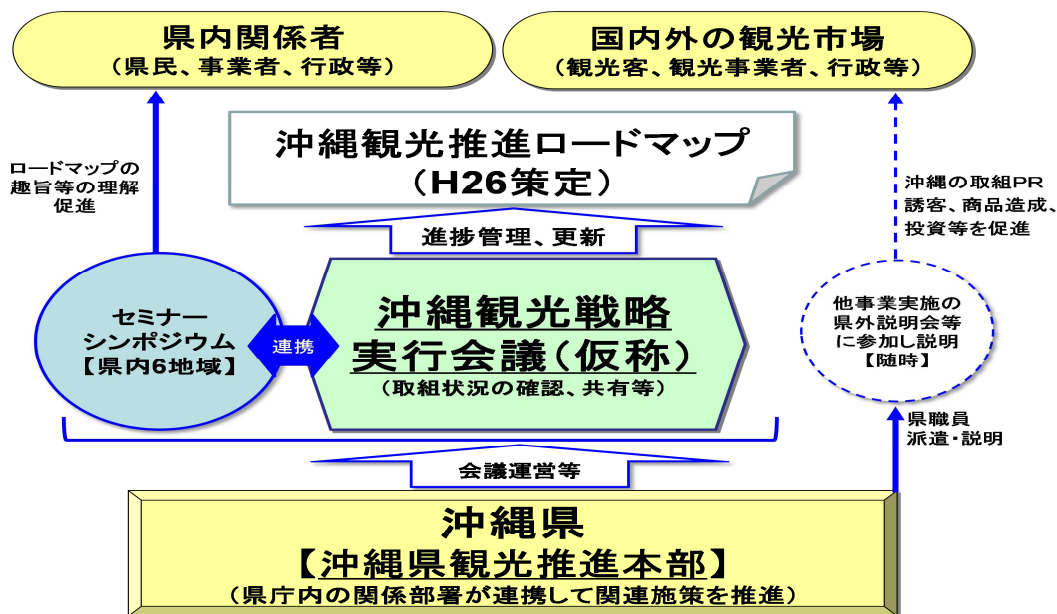 県内関係者
（県民、事業者、行政等）
国内外の観光市場
（観光客、観光事業者、行政等）
沖縄観光推進ロードマップ
（H26策定）
ロードマップの
趣旨等の理解
促進
沖縄の取組PR
誘客、商品造成、
投資等を促進
進捗管理、更新
セミナー
シンポジウム
【県内6地域】
連携
沖縄観光戦略
実行会議（仮称）
（取組状況の確認、共有等）
他事業実施の
県外説明会等
に参加し説明
【随時】
県職員
派遣・説明
会議運営等
沖縄県
【沖縄県観光推進本部】
（県庁内の関係部署が連携して関連施策を推進）